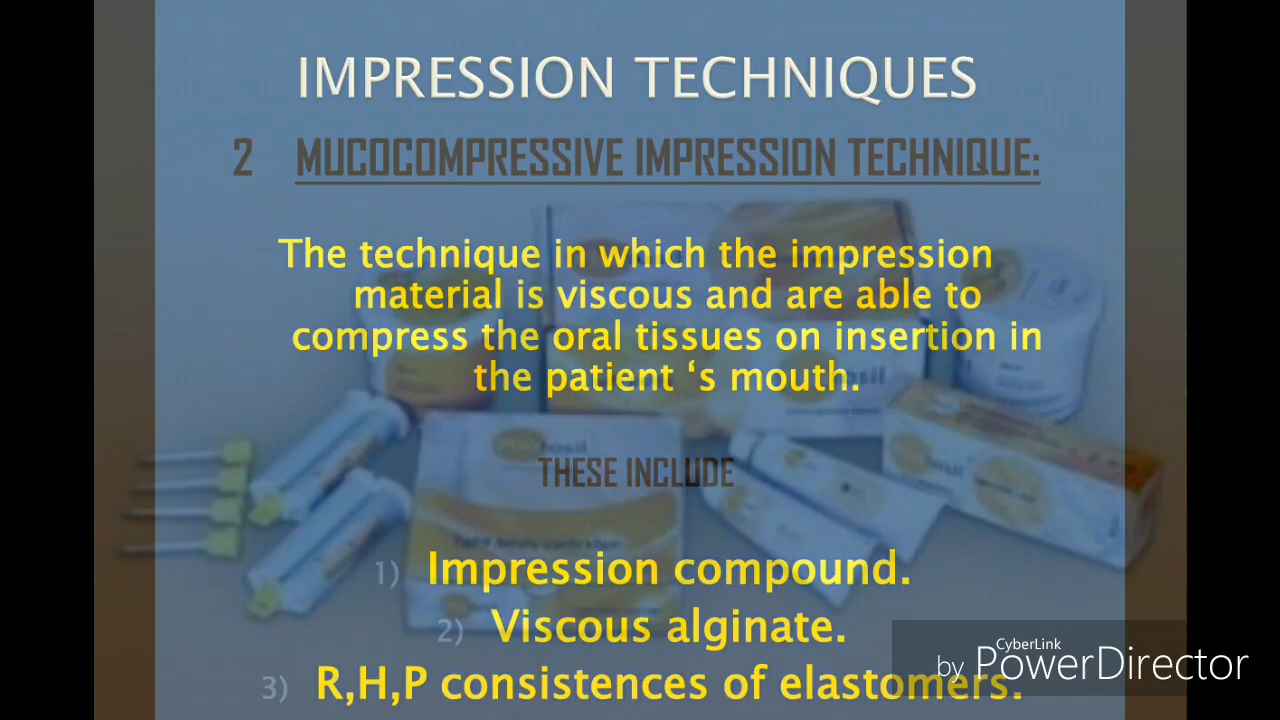 IMPRESSION TECHNIQUES
2 MUCOCOMPRESSIVE IMPRESSION TECHNIQUE:
The technique in which the impression
material is viscous and are able to
compress the oral tissues on insertion in
the patient ‘s mouth.
THESE INCLUDE
1) Impression compound.
2) Viscous alginate.
3) R,H,P consistences of elastomers.
CyberLink
by PowerDirector